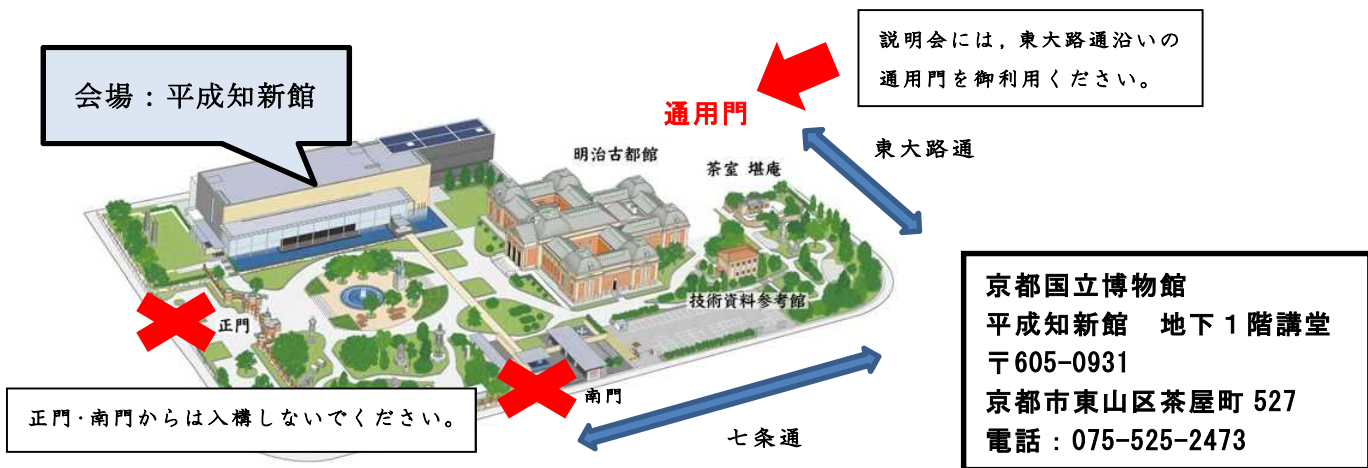 説明会には，東大路通沿いの
通用門を御利用ください。
会場：平成知新館
通用門
東大路通
明治古都館
茶室 堪庵
技術資料参考館
正門
南門
正門・南門からは入構しないでください。
七条通
京都国立博物館
平成知新館　地下１階講堂
〒605-0931
京都市東山区茶屋町 527
電話：075-525-2473